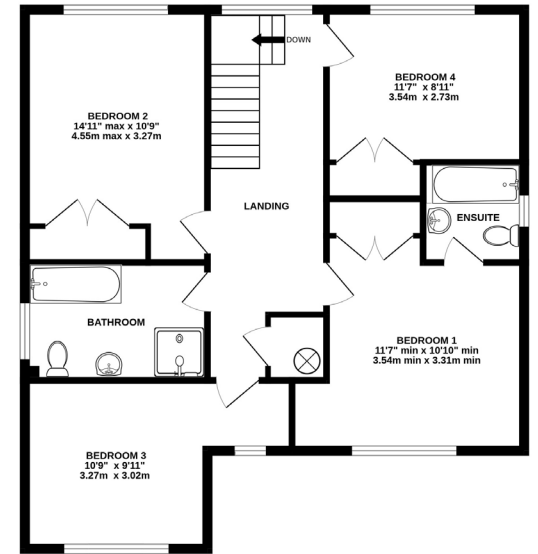 DOWN
BEDROOM 4
11'7" x 8'11"
3.54m x 2.73m
BEDROOM 2
14'11" max x 10'9"
4.55m max x 3.27m
LANDING
ENSUITE
BATHROOM
BEDROOM 1
11'7" min x 10'10" min
3.54m min x 3.31m min
BEDROOM 3
10'9" x 9'11"
3.27m x 3.02m